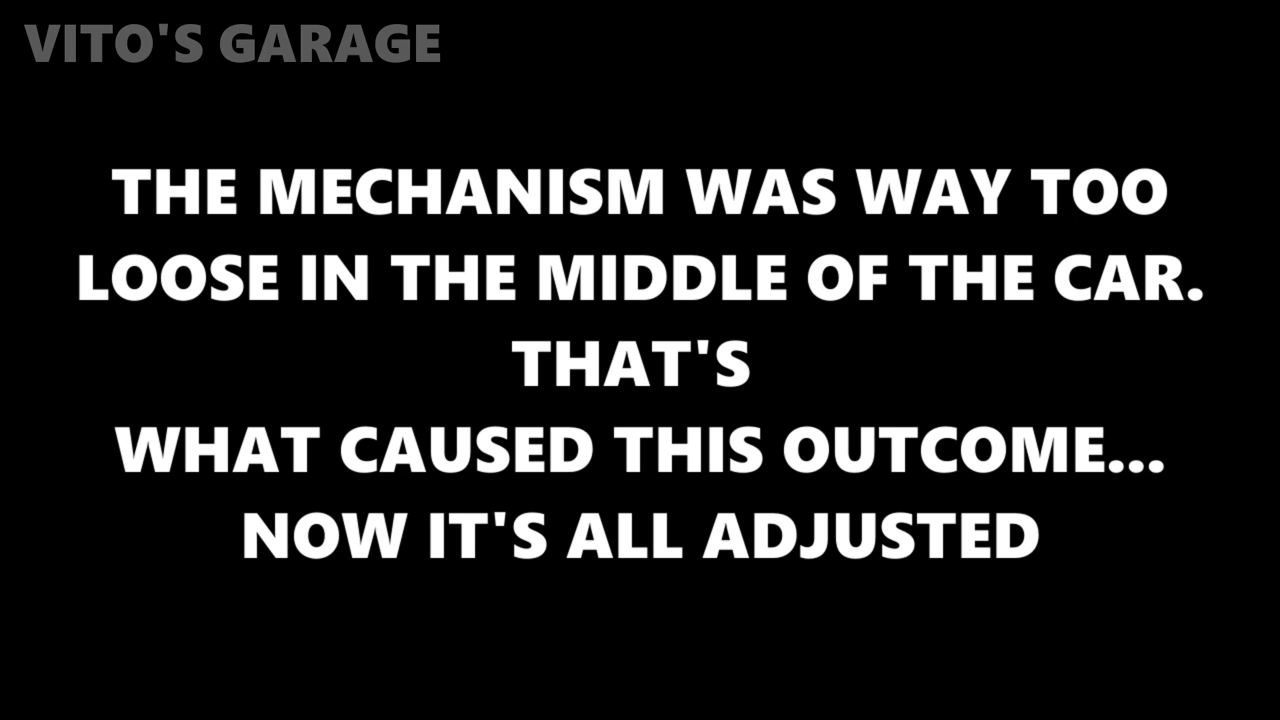 VITO'S GARAGE
THE MECHANISM WAS WAY TOO
LOOSE IN THE MIDDLE OF THE CAR.
THAT'S
WHAT CAUSED THIS OUTCOME...
NOW IT'S ALL ADJUSTED